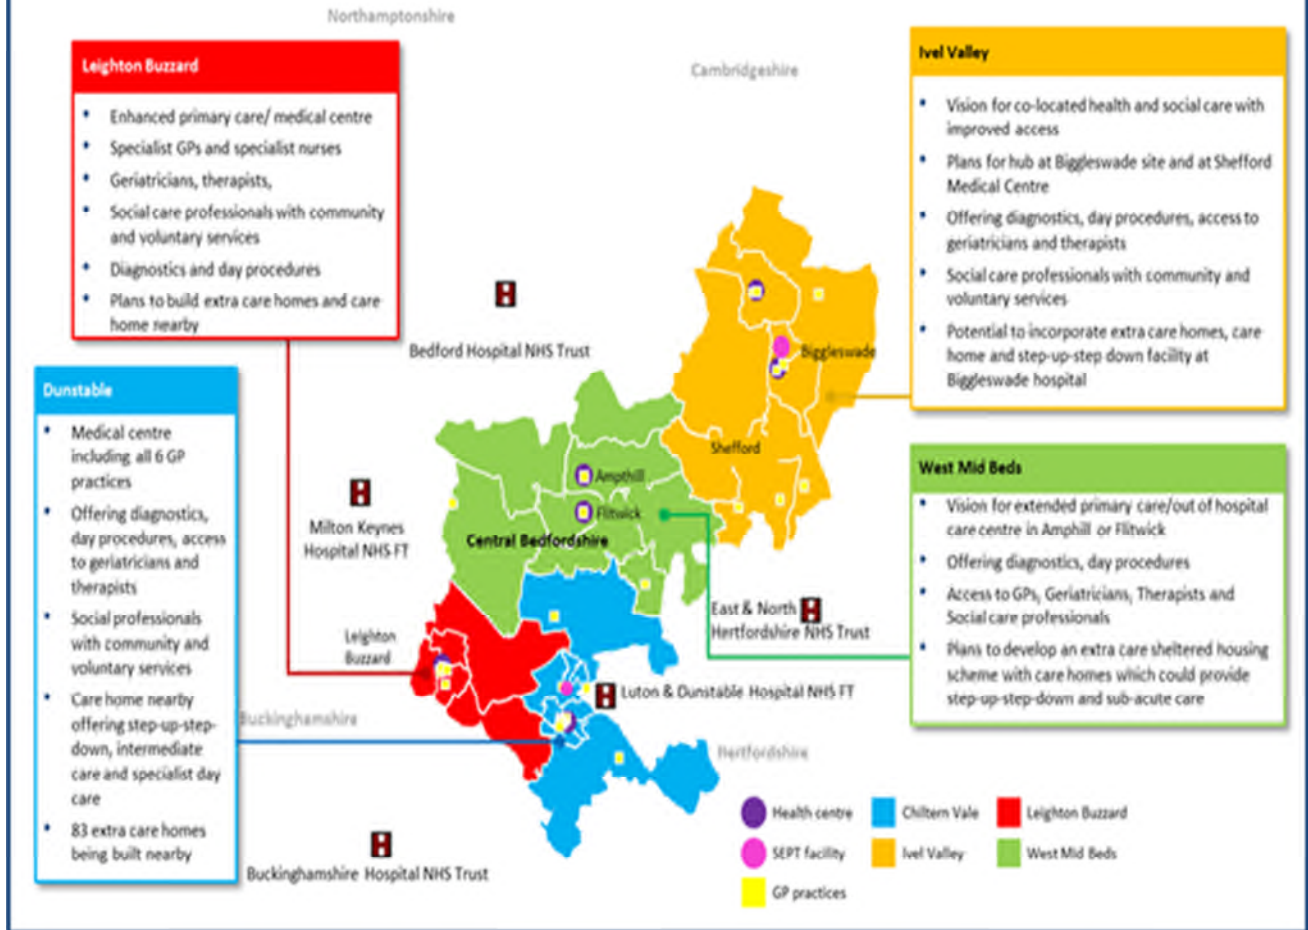 Northamptonshire
Cambridgeshire
Leighton Buzzard
• Enhanced primary care/ medical centre
• Specialist GPs and specialist nurses
• Geriatricians, therapists,
• Social care professionals with community
and voluntary services
• Diagnostics and day procedures
• Plans to build extra care homes and care
home nearby
Ivel Valley
• Vision for co-located health and social care with
improved access
• Plans for hub at Biggleswade site and at Shefford
Medical Centre
• Offering diagnostics, day procedures, access to
geriatricians and therapists
• Social care professionals with community and
voluntary services
• Potential to incorporate extra care homes, care
home and step-up-step down facility at
Biggleswade hospital
Dunstable
• Medical centre
including all 6 GP
practices
• Offering diagnostics,
day procedures, access
to geriatricians and
therapists
• Social professionals
with community and
voluntary services
• Care home nearby
offering step-up-step-
down, intermediate
care and specialist day
care
• 83 extra care homes
being built nearby
West Mid Beds
• Vision for extended primary care/out of hospital
care centre in Amphill or Flitwick
• Offering diagnostics, day procedures
• Access to GPs, Geriatricians, Therapists and
Social care professionals
• Plans to develop an extra care sheltered housing
scheme with care homes which could provide
step-up-step-down and sub-acute care
H
Bedford Hospital NHS Trust
Biggleswade
Shefford
Ampthill
Flitwick
Central Bedfordshire
H
Milton Keynes
Hospital NHS FT
East & North H
Hertfordshire NHS Trust
Leighton
Buzzard
H Luton & Dunstable Hospital NHS FT
Buckinghamshire
Hertfordshire
H
Buckinghamshire Hospital NHS Trust
Health centre
Chiltern Vale
Leighton Buzzard
SEPT facility
Ivel Valley
West Mid Beds
GP practices